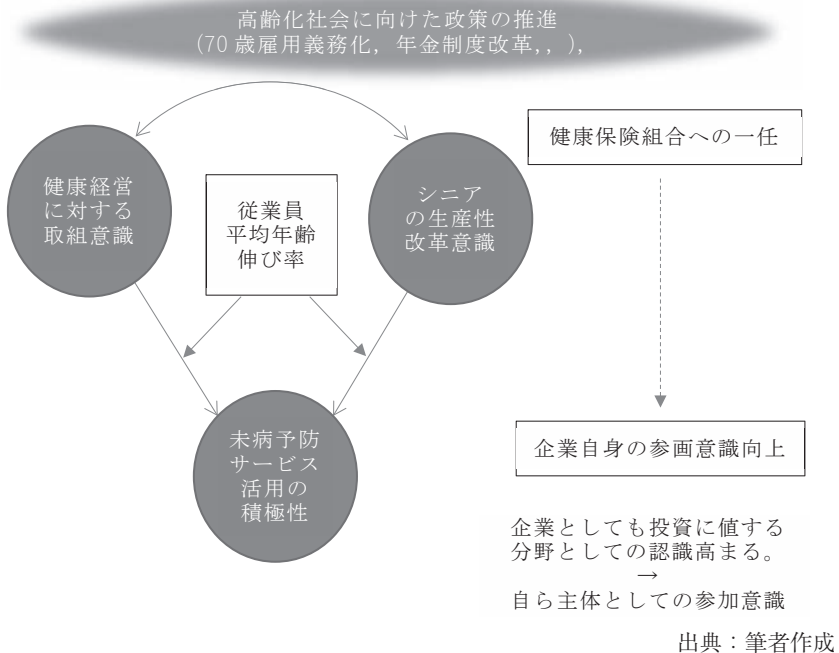 高齢化社会に向けた政策の推進
(70歳雇用義務化，年金制度改革，，)，
健康経営
に対する
取組意識
従業員
平均年齢
伸び率
シニア
の生産性
改革意識
未病予防
サービス
活用の
積極性
健康保険組合への一任
企業自身の参画意識向上
企業としても投資に値する
分野としての認識高まる。
→
自ら主体としての参加意識
出典：筆者作成